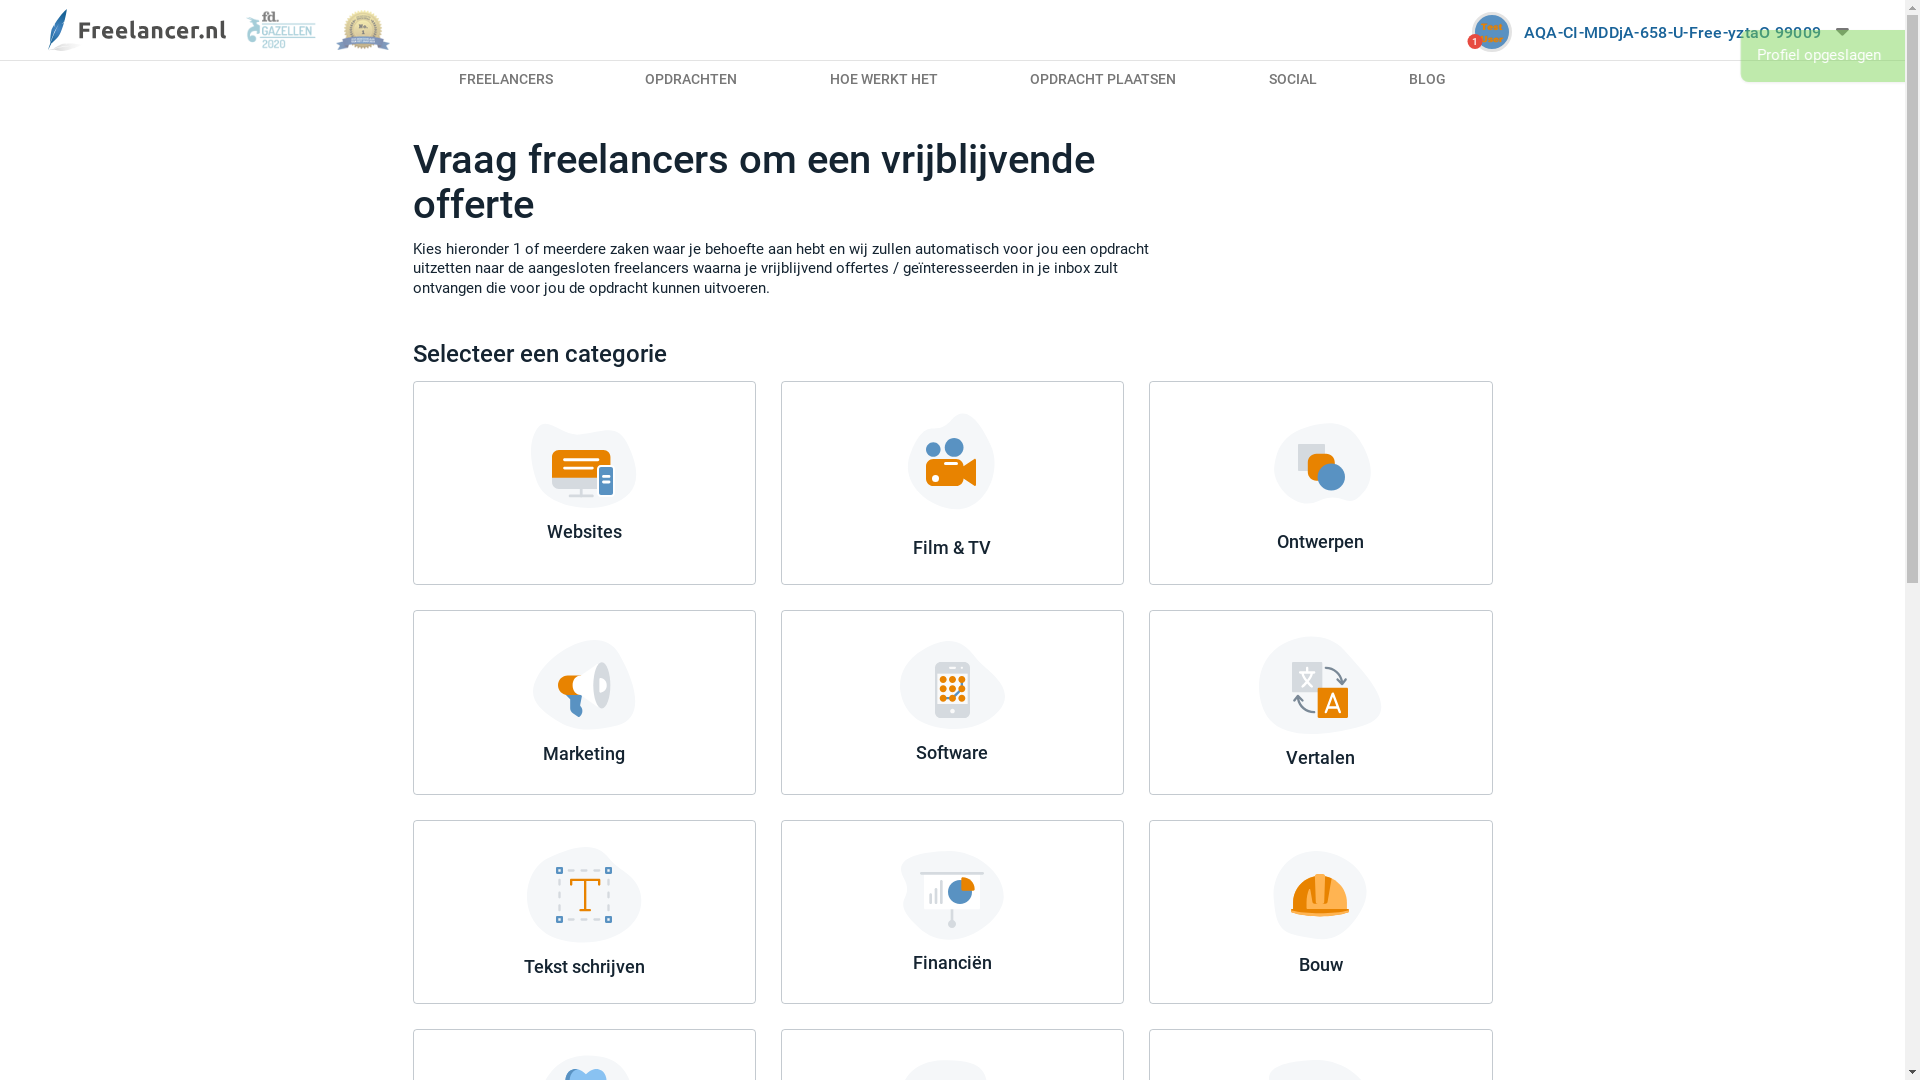 Freelancer.nl
fd.
GAZELLEN
2020
No.
1
Test
User
1
AQA-CI-MDDjA-658-U-Free-yztaO 99009
Profiel opgeslagen
FREELANCERS
OPDRACHTEN
HOE WERKT HET
OPDRACHT PLAATSEN
SOCIAL
BLOG
Vraag freelancers om een vrijblijvende
offerte
Kies hieronder 1 of meerdere zaken waar je behoefte aan hebt en wij zullen automatisch voor jou een opdracht
uitzetten naar de aangesloten freelancers waarna je vrijblijvend offertes / geïnteresseerden in je inbox zult
ontvangen die voor jou de opdracht kunnen uitvoeren.
Selecteer een categorie
Websites
Film & TV
Ontwerpen
Marketing
Software
A
Vertalen
T
Tekst schrijven
Financiën
Bouw